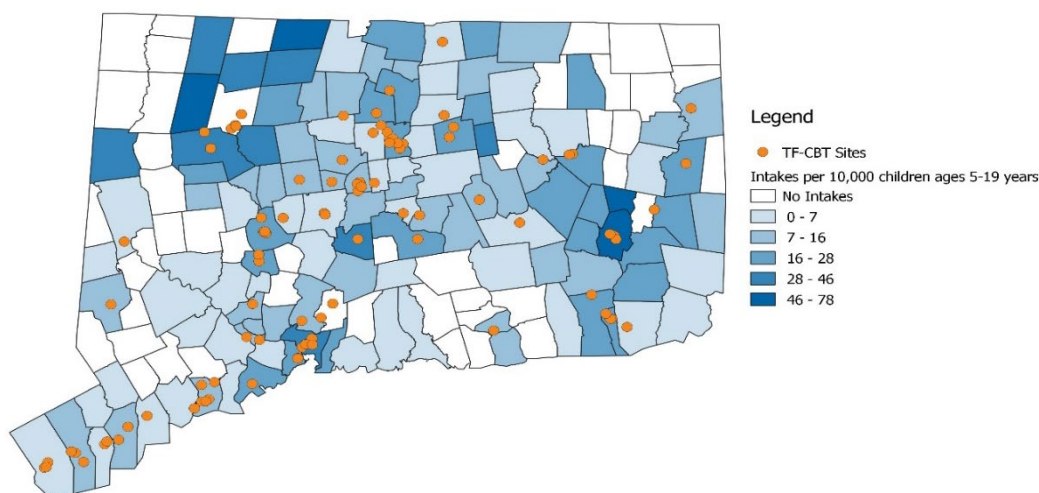 Legend
TF-CBT Sites
Intakes per 10,000 children ages 5-19 years
No Intakes
0 - 7
7 - 16
16 - 28
28 - 46
46 - 78